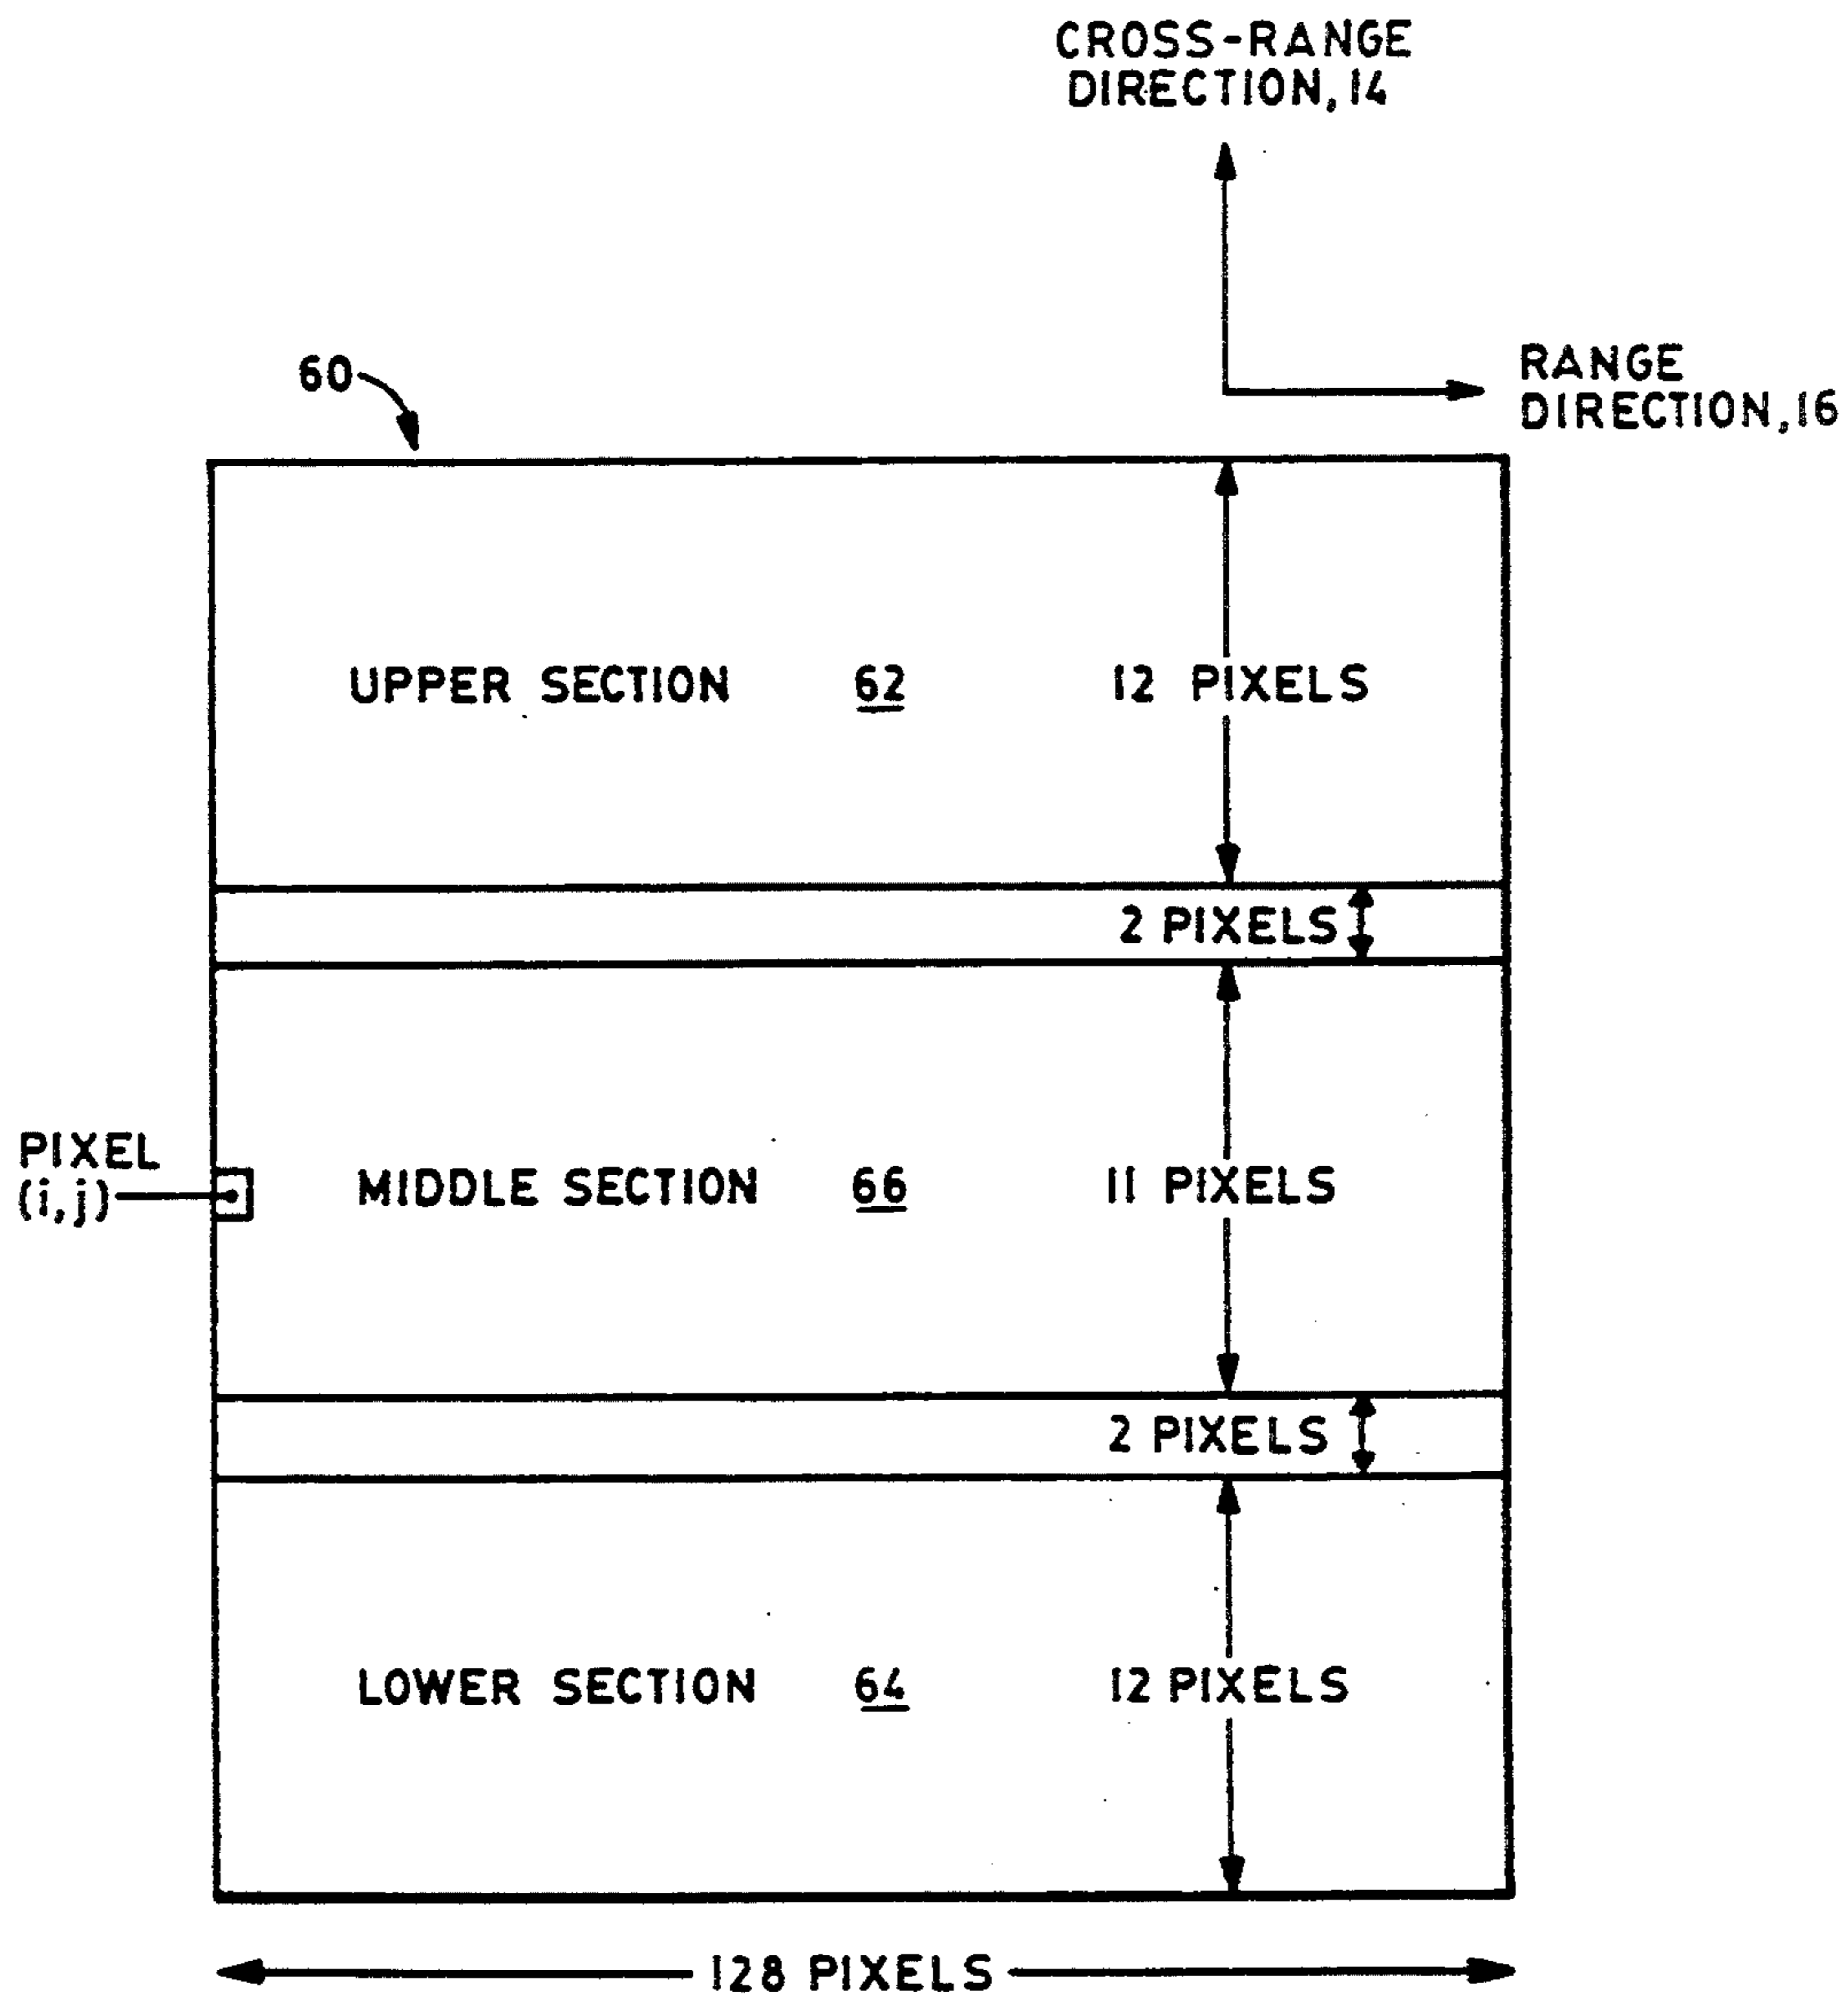 CROSS-RANGE
DIRECTION, 14
RANGE
DIRECTION, 16
60
UPPER SECTION 62 12 PIXELS
2 PIXELS
PIXEL
(i,j)
MIDDLE SECTION 66 11 PIXELS
2 PIXELS
LOWER SECTION 64 12 PIXELS
128 PIXELS